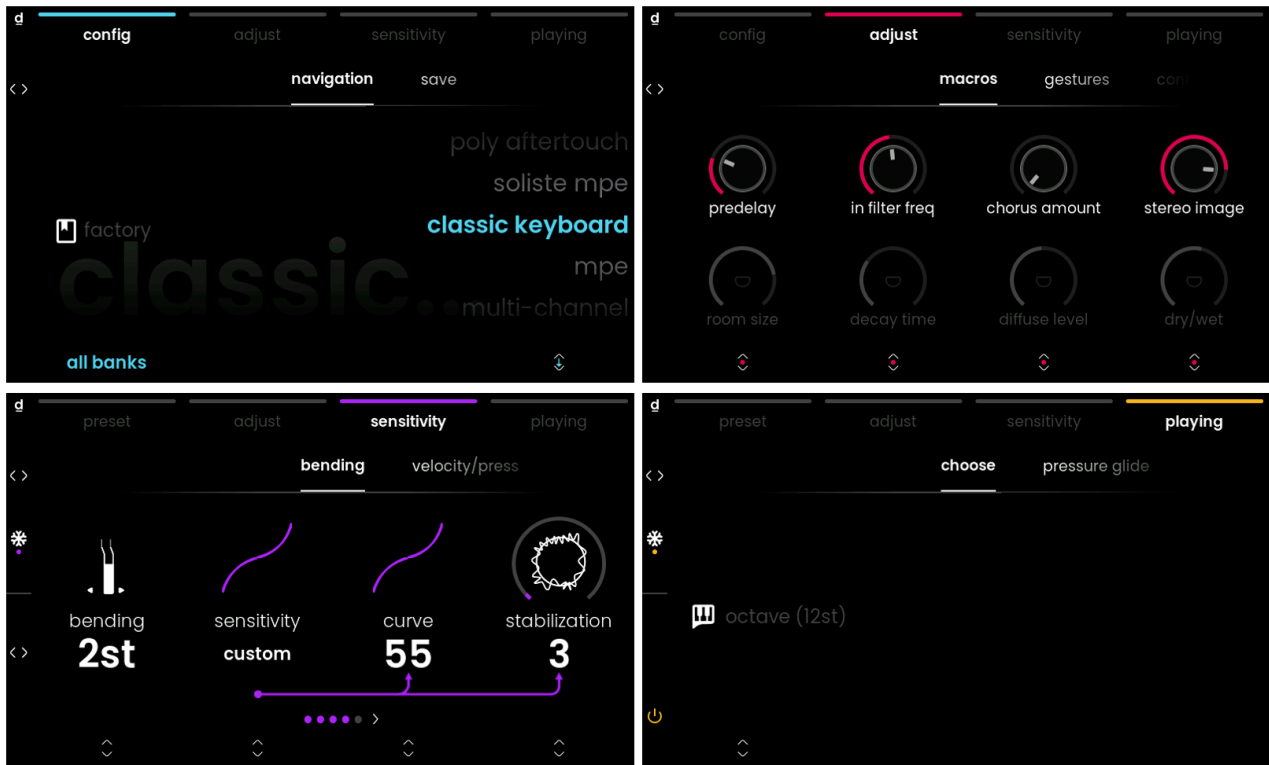 d
config adjust sensitivity playing
navigation save
poly aftertouch
soliste mpe
classic keyboard
factory
classic...
mpe
multi-channel
all banks
d
config adjust sensitivity playing
macros gestures
predelay in filter freq chorus amount stereo image
room size decay time diffuse level dry/wet
d
preset adjust sensitivity playing
bending velocity/press
bending sensitivity curve stabilization
2st custom 55 3
d
preset adjust sensitivity playing
choose pressure glide
octave (12st)